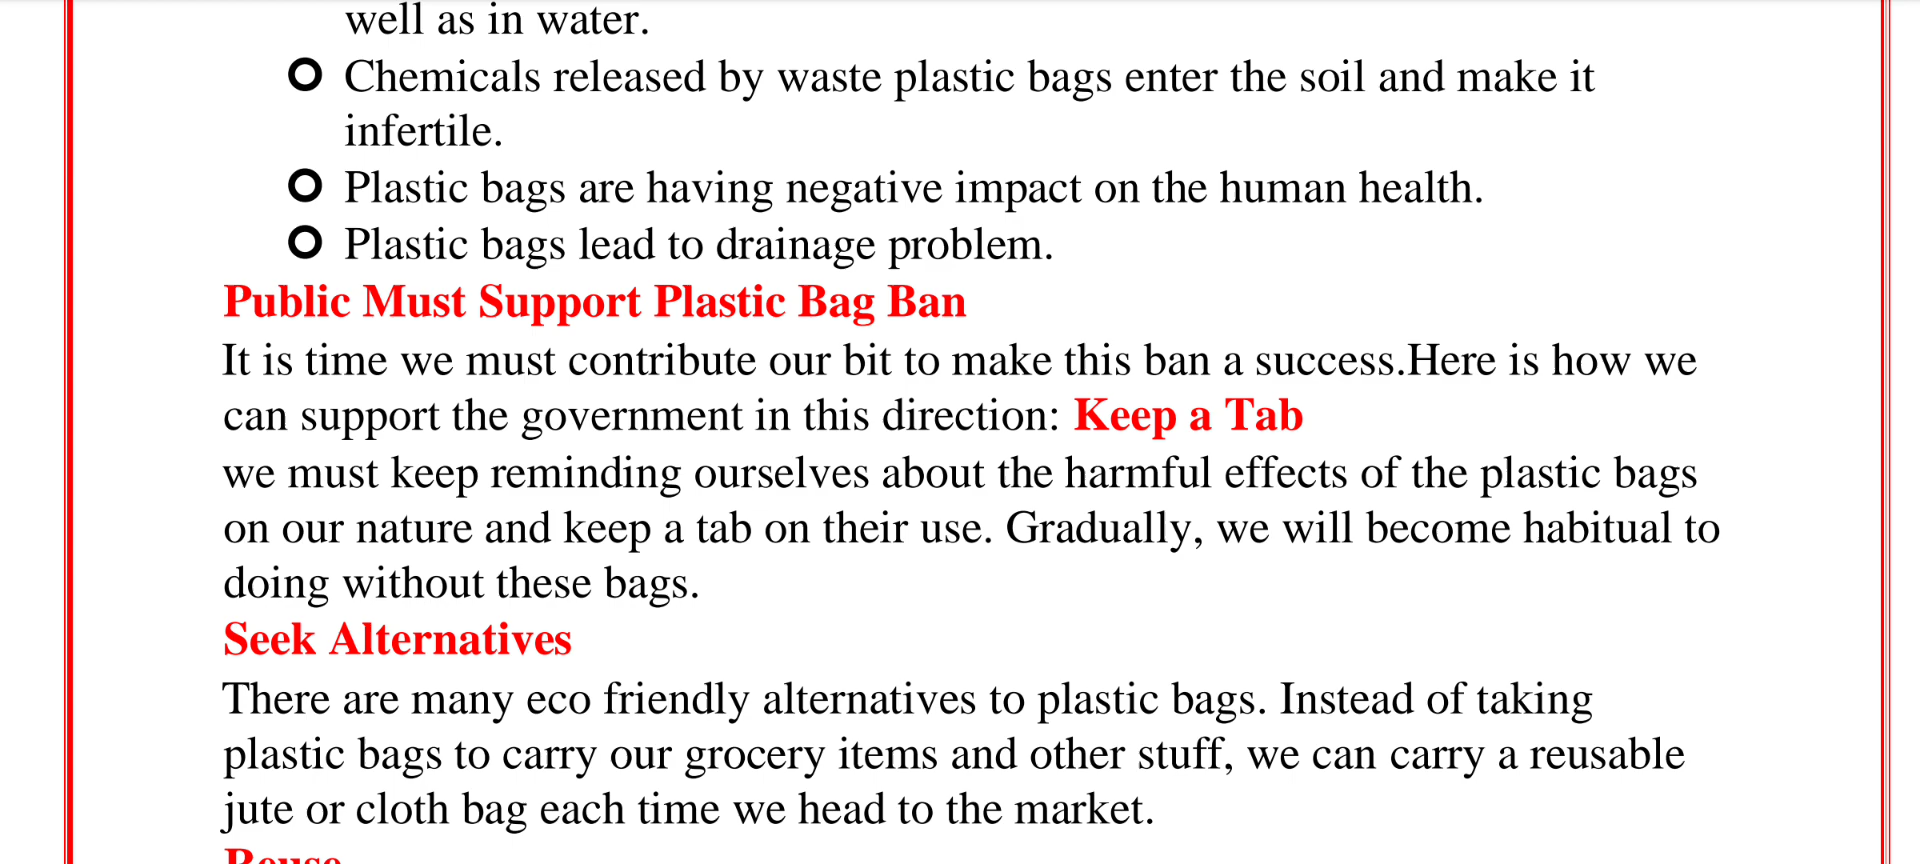 well as in water.
Chemicals released by waste plastic bags enter the soil and make it
infertile.
Plastic bags are having negative impact on the human health.
Plastic bags lead to drainage problem.
Public Must Support Plastic Bag Ban
It is time we must contribute our bit to make this ban a success.Here is how we
can support the government in this direction: Keep a Tab
we must keep reminding ourselves about the harmful effects of the plastic bags
on our nature and keep a tab on their use. Gradually, we will become habitual to
doing without these bags.
Seek Alternatives
There are many eco friendly alternatives to plastic bags. Instead of taking
plastic bags to carry our grocery items and other stuff, we can carry a reusable
jute or cloth bag each time we head to the market.
Reuse